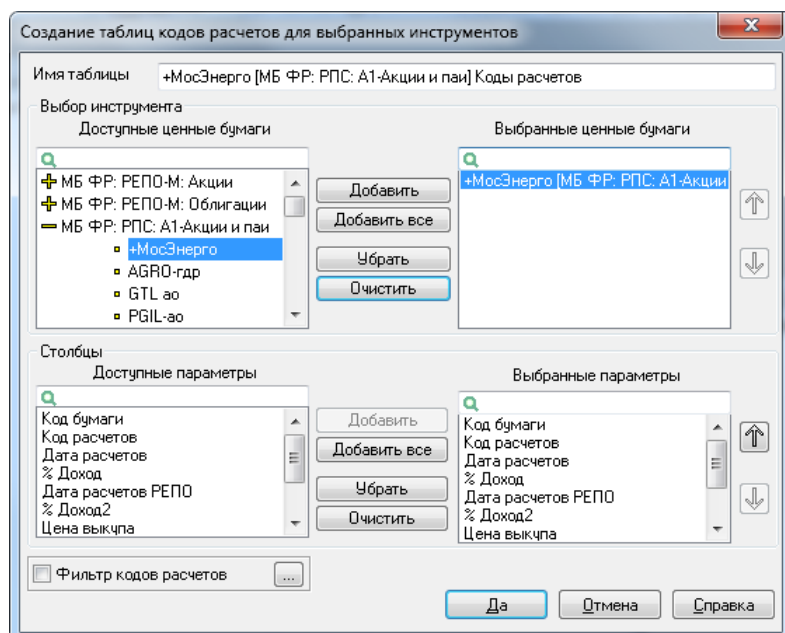 Создание таблиц кодов расчетов для выбранных инструментов
Имя таблицы +МосЭнерго [МБ ФР: РПС: А1-Акции и паи] Коды расчетов
Выбор инструмента
Доступные ценные бумаги
Выбранные ценные бумаги
МБ ФР: РЕПО-М: Акции
МБ ФР: РЕПО-М: Облигации
МБ ФР: РПС: А1-Акции и паи
+МосЭнерго
AGRO-гдр
GTL ао
PGIL-ао
Добавить
Добавить все
Убрать
Очистить
+МосЭнерго [МБ ФР: РПС: А1-Акции
Столбцы
Доступные параметры
Выбранные параметры
Код бумаги
Код расчетов
Дата расчетов
% Доход
Дата расчетов РЕПО
% Доход2
Цена выкупа
Добавить
Добавить все
Убрать
Очистить
Код бумаги
Код расчетов
Дата расчетов
% Доход
Дата расчетов РЕПО
% Доход2
Цена выкупа
Фильтр кодов расчетов ...
Да Отмена Справка